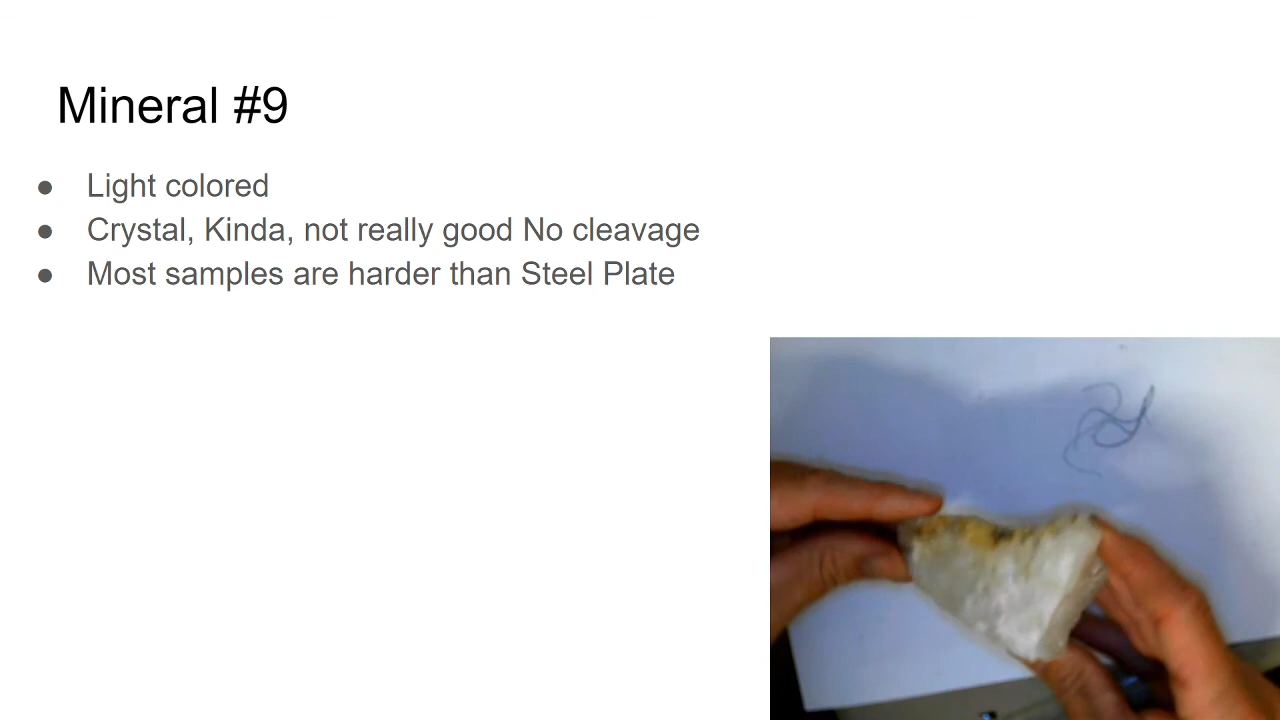 Mineral #9
● Light colored
● Crystal, Kinda, not really good No cleavage
● Most samples are harder than Steel Plate